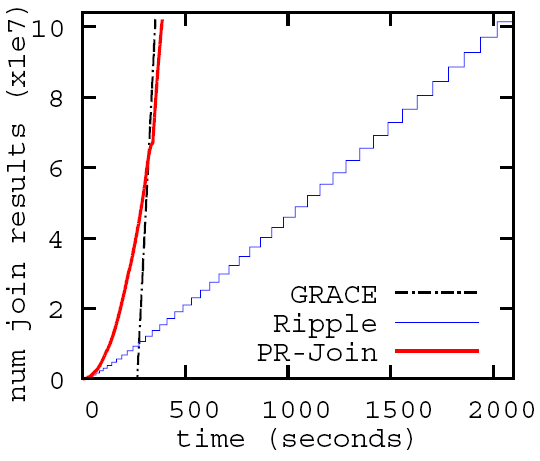 num join results (x1e7)
10
8
6
4
2
0
GRACE
Ripple
PR-Join
0 500 1000 1500 2000
time (seconds)